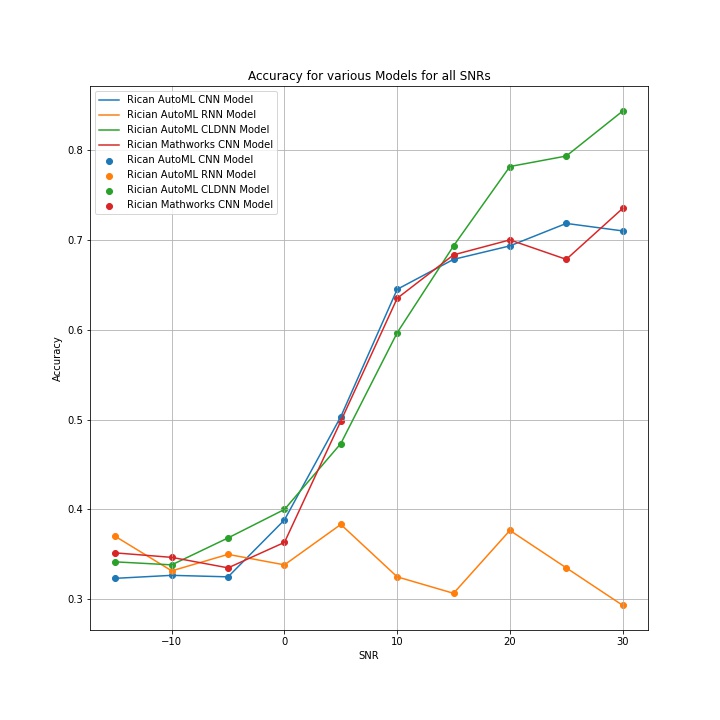 Accuracy for various Models for all SNRs
Rican AutoML CNN Model
Rician AutoML RNN Model
Rician AutoML CLDNN Model
Rician Mathworks CNN Model
Rican AutoML CNN Model
Rician AutoML RNN Model
Rician AutoML CLDNN Model
Rician Mathworks CNN Model
0.8
0.7
0.6
0.5
0.4
0.3
Accuracy
−10 0 10 20 30
SNR